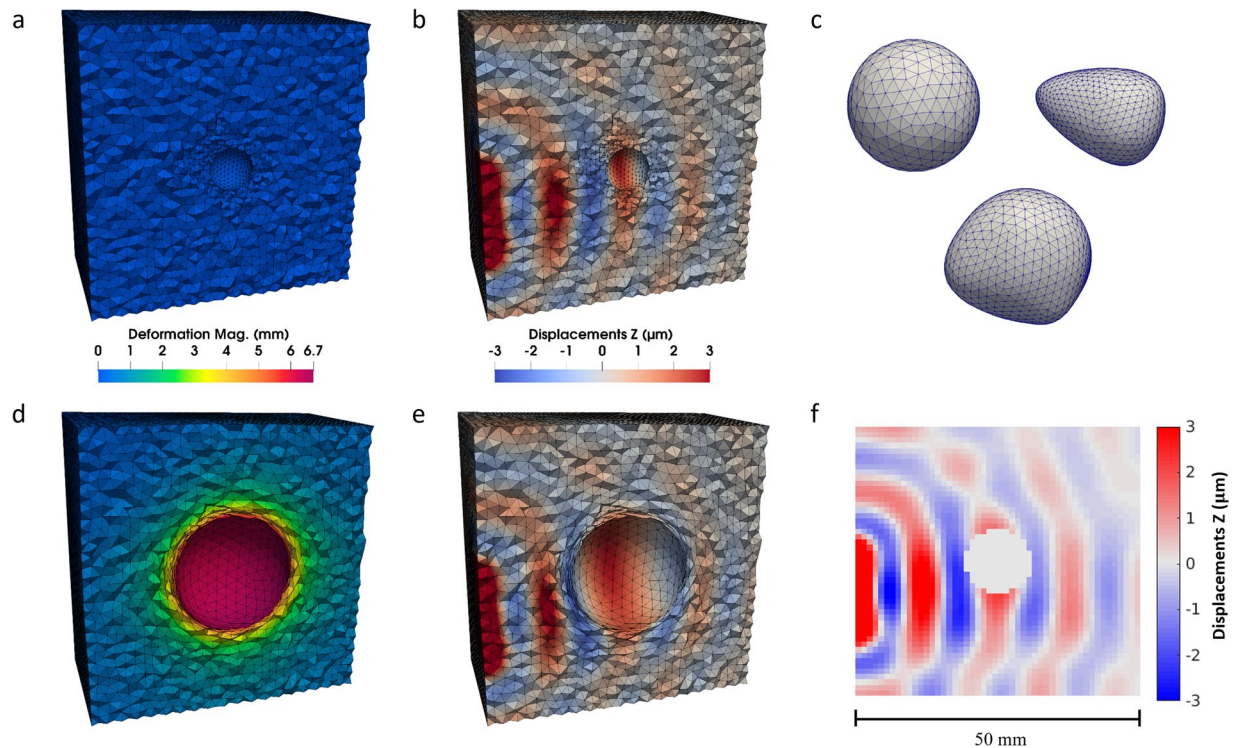 a
b
c
Deformation Mag. (mm)
0 1 2 3 4 5 6 6.7
Displacements Z (µm)
-3 -2 -1 0 1 2 3
d
e
f
3
2
1
0
-1
-2
-3
Displacements Z (µm)
50 mm